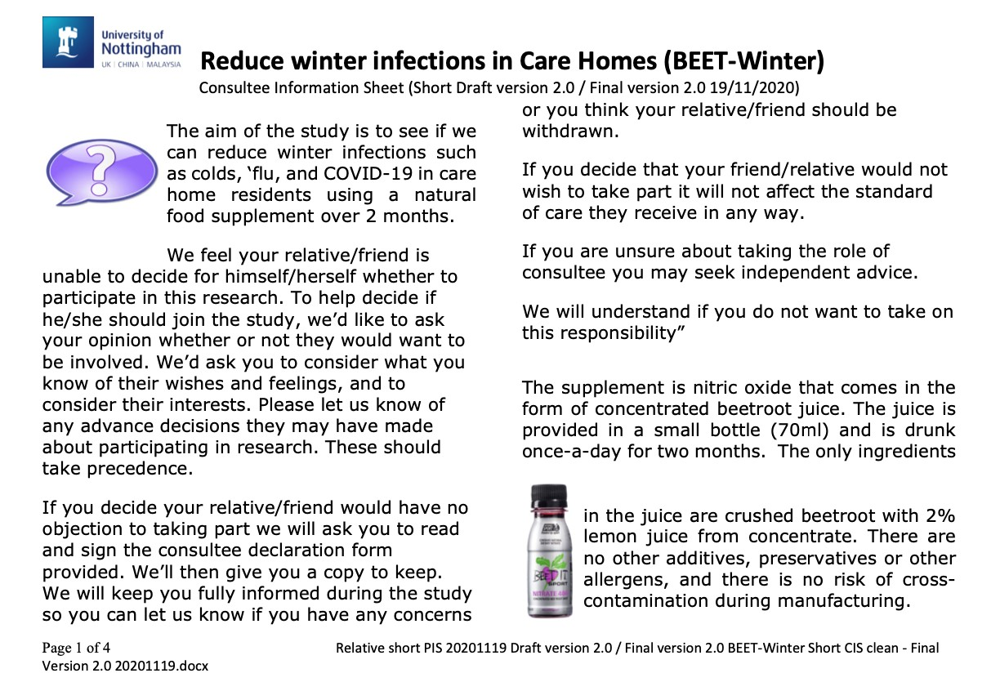 University of
Nottingham
UK | CHINA | MALAYSIA
Reduce winter infections in Care Homes (BEET-Winter)
Consultee Information Sheet (Short Draft version 2.0 / Final version 2.0 19/11/2020)
?
The aim of the study is to see if we
can reduce winter infections such
as colds, ‘flu, and COVID-19 in care
home residents using a natural
food supplement over 2 months.
We feel your relative/friend is
unable to decide for himself/herself whether to
participate in this research. To help decide if
he/she should join the study, we’d like to ask
your opinion whether or not they would want to
be involved. We’d ask you to consider what you
know of their wishes and feelings, and to
consider their interests. Please let us know of
any advance decisions they may have made
about participating in research. These should
take precedence.
If you decide your relative/friend would have no
objection to taking part we will ask you to read
and sign the consultee declaration form
provided. We’ll then give you a copy to keep.
We will keep you fully informed during the study
so you can let us know if you have any concerns
or you think your relative/friend should be
withdrawn.
If you decide that your friend/relative would not
wish to take part it will not affect the standard
of care they receive in any way.
If you are unsure about taking the role of
consultee you may seek independent advice.
We will understand if you do not want to take on
this responsibility”
The supplement is nitric oxide that comes in the
form of concentrated beetroot juice. The juice is
provided in a small bottle (70ml) and is drunk
once-a-day for two months.  The only ingredients
BEET IT
SPORT
NITRATE
in the juice are crushed beetroot with 2%
lemon juice from concentrate. There are
no other additives, preservatives or other
allergens, and there is no risk of cross-
contamination during manufacturing.
Page 1 of 4
Relative short PIS 20201119 Draft version 2.0 / Final version 2.0 BEET-Winter Short CIS clean - Final
Version 2.0 20201119.docx